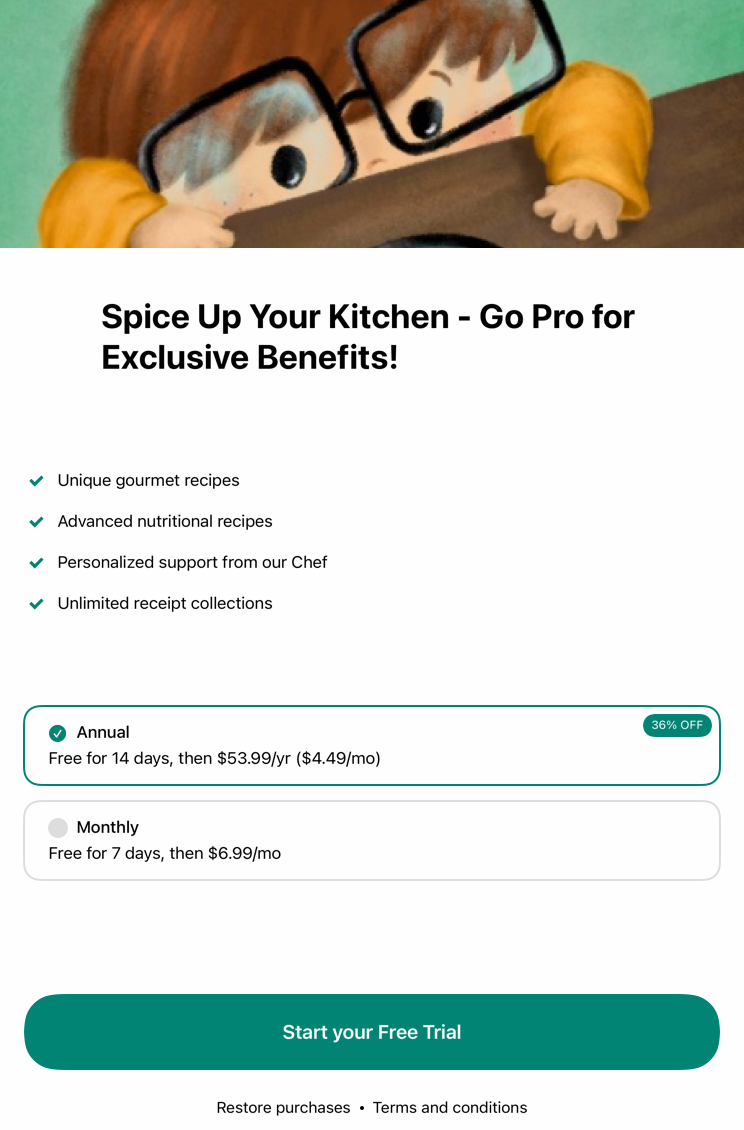 Spice Up Your Kitchen - Go Pro for
Exclusive Benefits!
Unique gourmet recipes
Advanced nutritional recipes
Personalized support from our Chef
Unlimited receipt collections
Annual
36% OFF
Free for 14 days, then $53.99/yr ($4.49/mo)
Monthly
Free for 7 days, then $6.99/mo
Start your Free Trial
Restore purchases • Terms and conditions